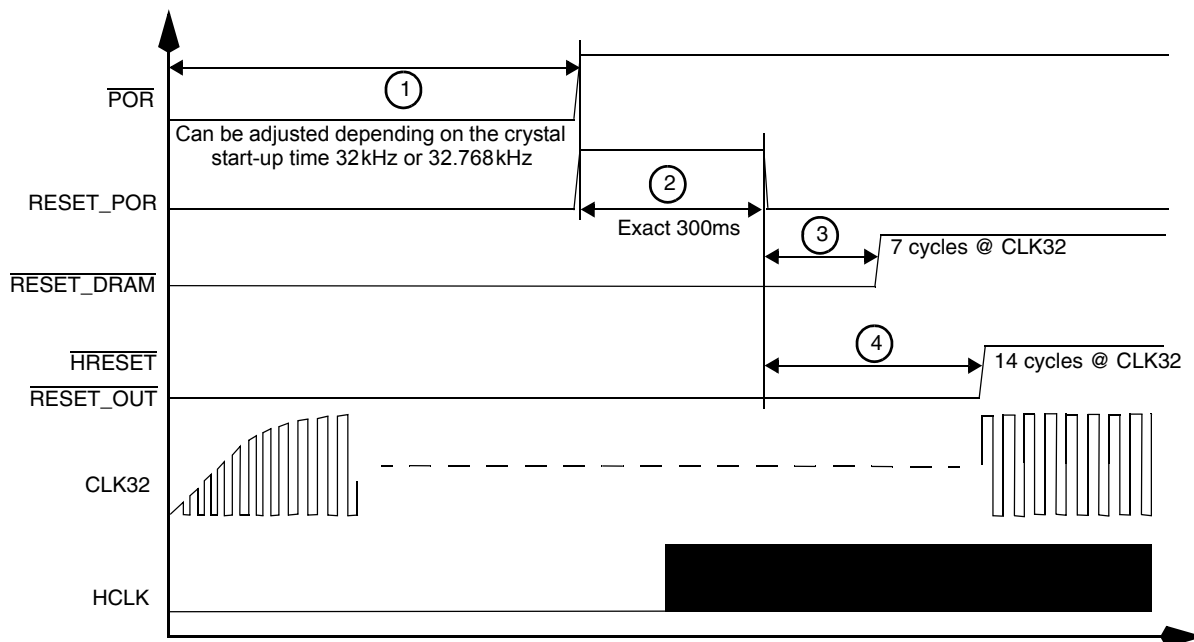 1
POR
Can be adjusted depending on the crystal
start-up time 32kHz or 32.768kHz
2
RESET_POR
Exact 300ms
3
7 cycles @ CLK32
RESET_DRAM
4
HRESET
14 cycles @ CLK32
RESET_OUT
CLK32
HCLK